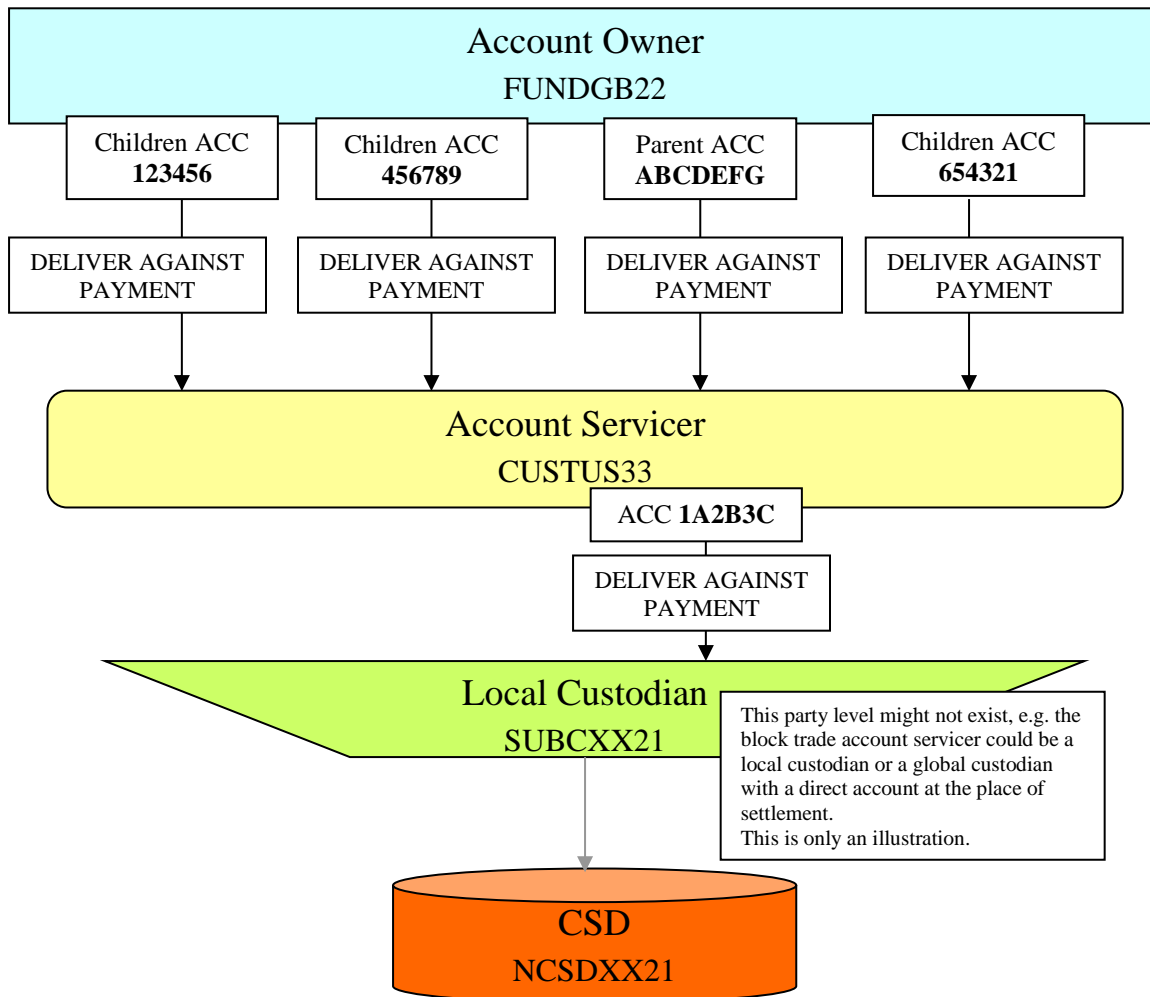 Account Owner
FUNDGB22
Children ACC
123456
Children ACC
456789
Parent ACC
ABCDEFG
Children ACC
654321
DELIVER AGAINST
PAYMENT
DELIVER AGAINST
PAYMENT
DELIVER AGAINST
PAYMENT
DELIVER AGAINST
PAYMENT
Account Servicer
CUSTUS33
ACC 1A2B3C
DELIVER AGAINST
PAYMENT
Local Custodian
SUBCXX21
This party level might not exist, e.g. the
block trade account servicer could be a
local custodian or a global custodian
with a direct account at the place of
settlement.
This is only an illustration.
CSD
NCSDXX21